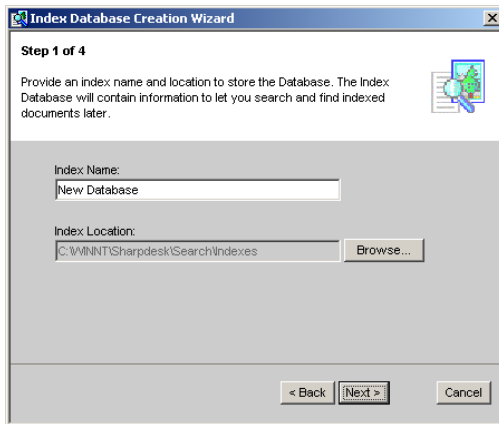 Index Database Creation Wizard
Step 1 of 4
Provide an index name and location to store the Database. The Index
Database will contain information to let you search and find indexed
documents later.
Index Name:
New Database
Index Location:
C:\WINNT\Sharpdesk\Search\Indexes
Browse...
< Back
Next >
Cancel